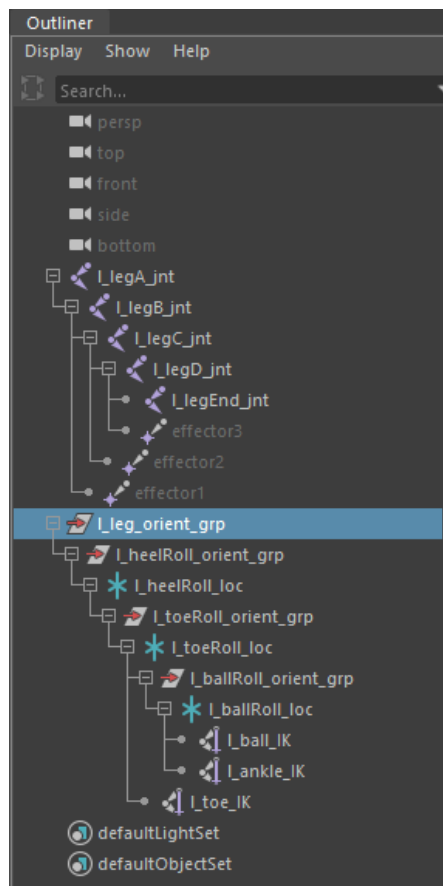 Outliner
Display Show Help
Search...
persp
top
front
side
bottom
l_legA_jnt
l_legB_jnt
l_legC_jnt
l_legD_jnt
l_legEnd_jnt
effector3
effector2
effector1
l_leg_orient_grp
l_heelRoll_orient_grp
l_heelRoll_loc
l_toeRoll_orient_grp
l_toeRoll_loc
l_ballRoll_orient_grp
l_ballRoll_loc
l_ball_IK
l_ankle_IK
l_toe_IK
defaultLightSet
defaultObjectSet